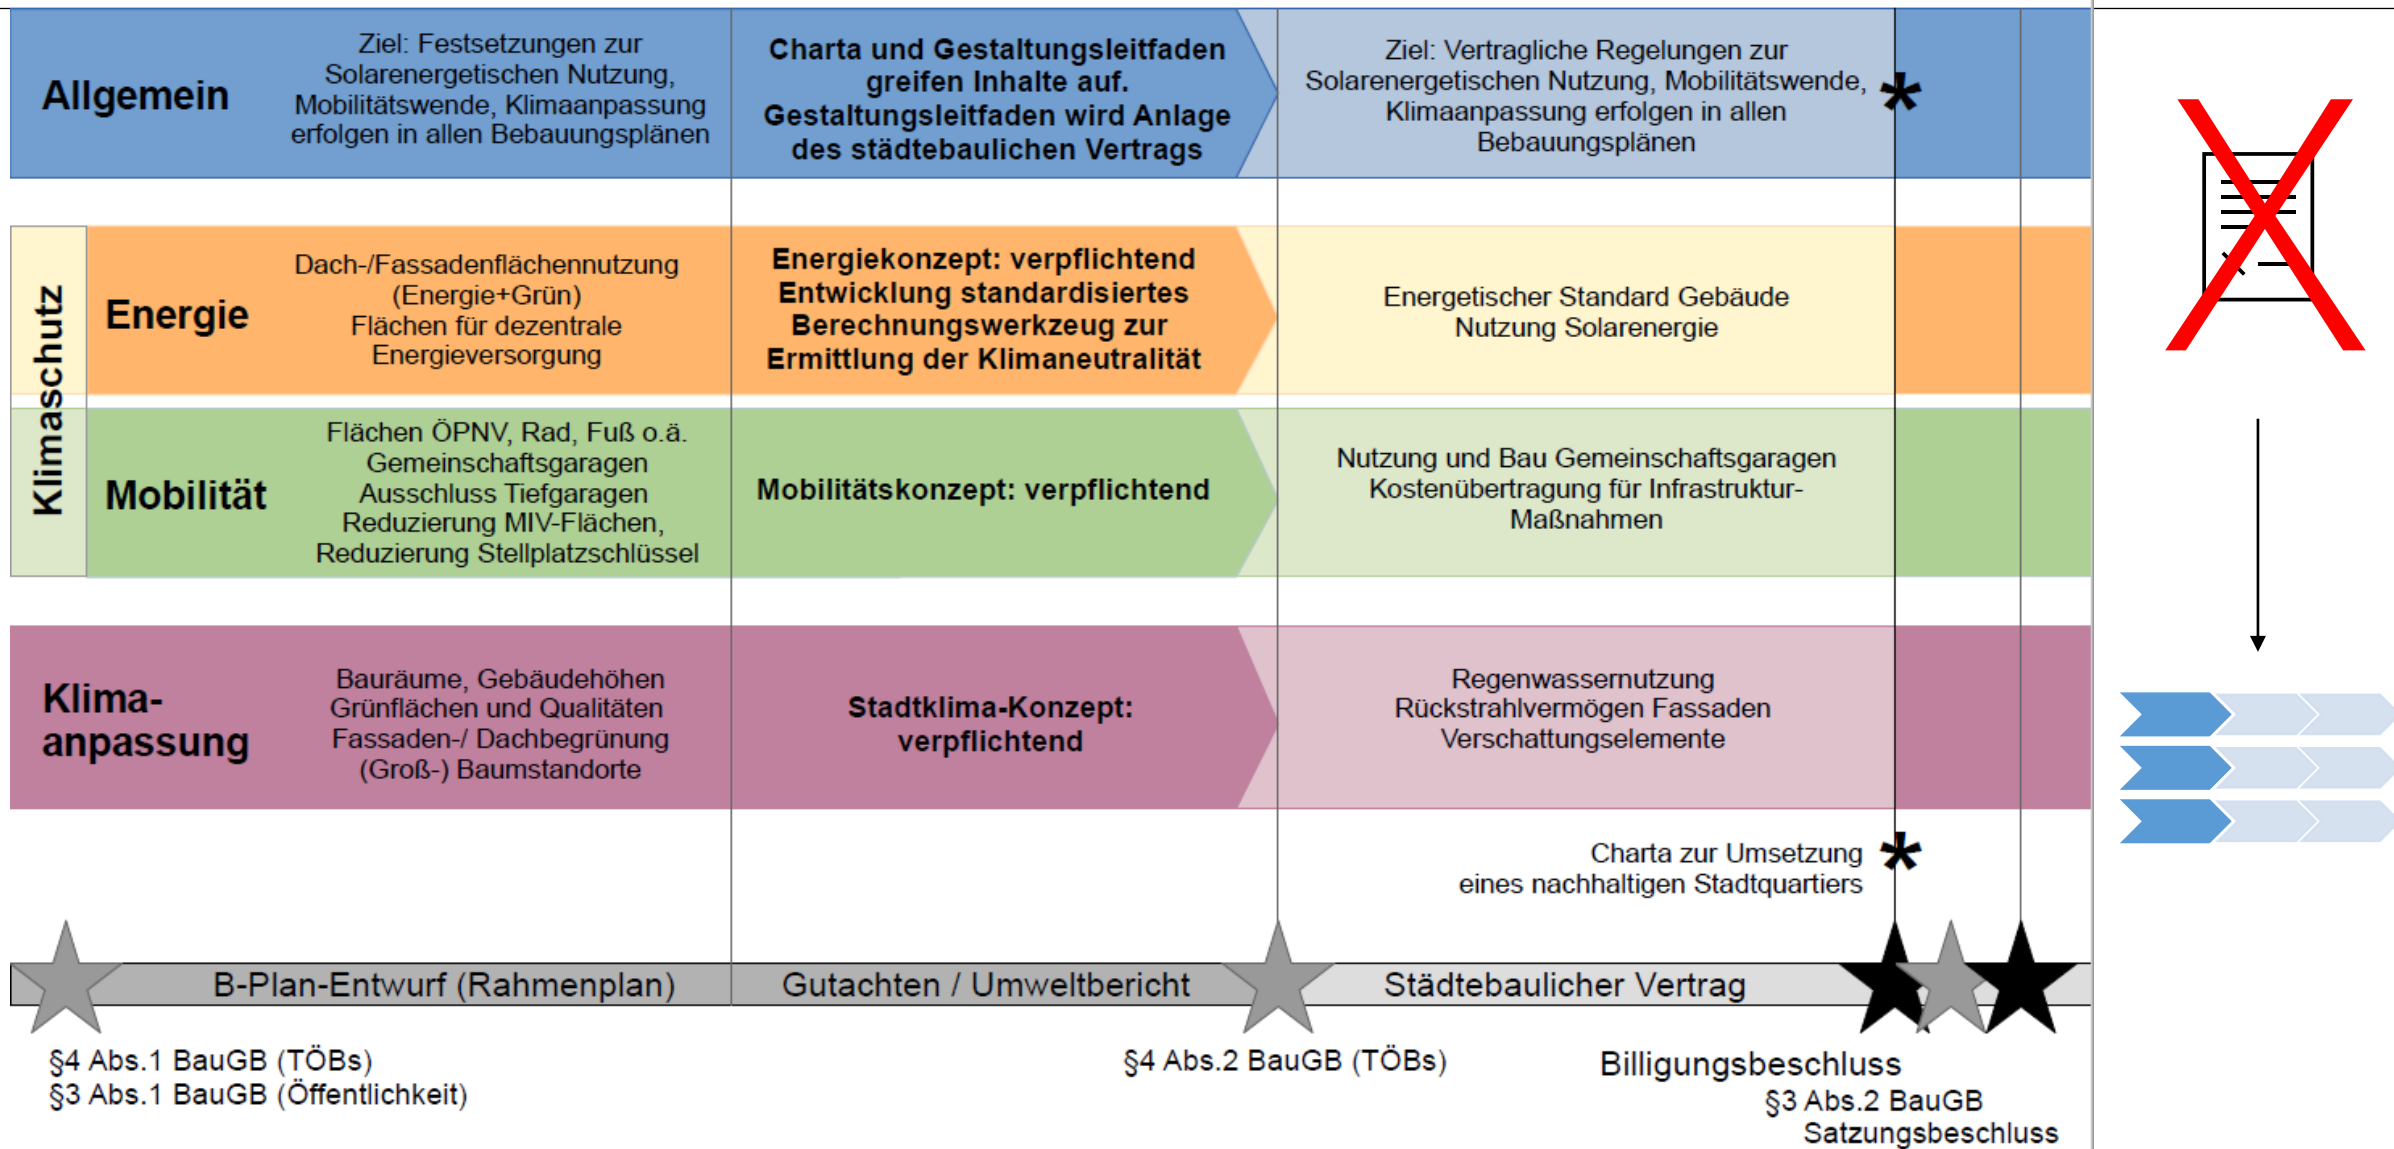 Allgemein
Ziel: Festsetzungen zur
Solarenergetischen Nutzung,
Mobilitätswende, Klimaanpassung
erfolgen in allen Bebauungsplänen
Charta und Gestaltungsleitfaden
greifen Inhalte auf.
Gestaltungsleitfaden wird Anlage
des städtebaulichen Vertrags
Ziel: Vertragliche Regelungen zur
Solarenergetischen Nutzung, Mobilitätswende,
Klimaanpassung erfolgen in allen
Bebauungsplänen
*
Klimaschutz
Energie
Dach-/Fassadenflächennutzung
(Energie+Grün)
Flächen für dezentrale
Energieversorgung
Energiekonzept: verpflichtend
Entwicklung standardisiertes
Berechnungswerkzeug zur
Ermittlung der Klimaneutralität
Energetischer Standard Gebäude
Nutzung Solarenergie
Mobilität
Flächen ÖPNV, Rad, Fuß o.ä.
Gemeinschaftsgaragen
Ausschluss Tiefgaragen
Reduzierung MIV-Flächen,
Reduzierung Stellplatzschlüssel
Mobilitätskonzept: verpflichtend
Nutzung und Bau Gemeinschaftsgaragen
Kostenübertragung für Infrastruktur-
Maßnahmen
Klima-
anpassung
Bauräume, Gebäudehöhen
Grünflächen und Qualitäten
Fassaden-/ Dachbegrünung
(Groß-) Baumstandorte
Stadtklima-Konzept:
verpflichtend
Regenwassernutzung
Rückstrahlvermögen Fassaden
Verschattungselemente
Charta zur Umsetzung *
eines nachhaltigen Stadtquartiers
B-Plan-Entwurf (Rahmenplan)
Gutachten / Umweltbericht
Städtebaulicher Vertrag
§4 Abs.1 BauGB (TÖBs)
§3 Abs.1 BauGB (Öffentlichkeit)
§4 Abs.2 BauGB (TÖBs)
Billigungsbeschluss
§3 Abs.2 BauGB
Satzungsbeschluss